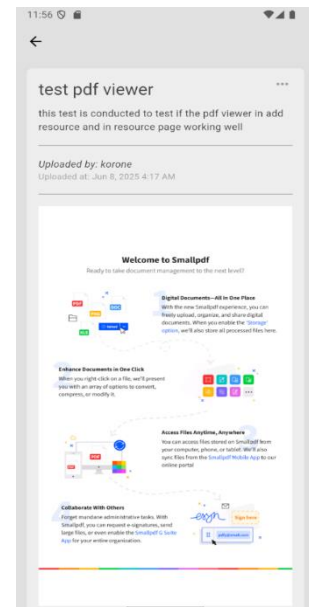 11:56
test pdf viewer
this test is conducted to test if the pdf viewer in add
resource and in resource page working well
Uploaded by: korone
Uploaded at: Jun 8, 2025 4:17 AM
Welcome to Smallpdf
Ready to take document management to the next level?
Digital Documents—All In One Place
With the new Smallpdf experience, you can
freely upload, organize, and share digital
documents. When you enable the 'Storage'
option, we'll also store all processed files here.
Enhance Documents in One Click
When you right click on a file, we'll present
you with an array of options to convert,
compress, or modify it.
Access Files Anytime, Anywhere
You can access files stored on Smallpdf from
your computer, phone, or tablet. We'll also
sync files from the Smallpdf Mobile App to our
online portal
Collaborate With Others
Forget mundane administrative tasks. With
Smallpdf, you can request e-signatures, send
large files, or even enable the Smallpdf G Suite
App for your entire organization.
Sign here